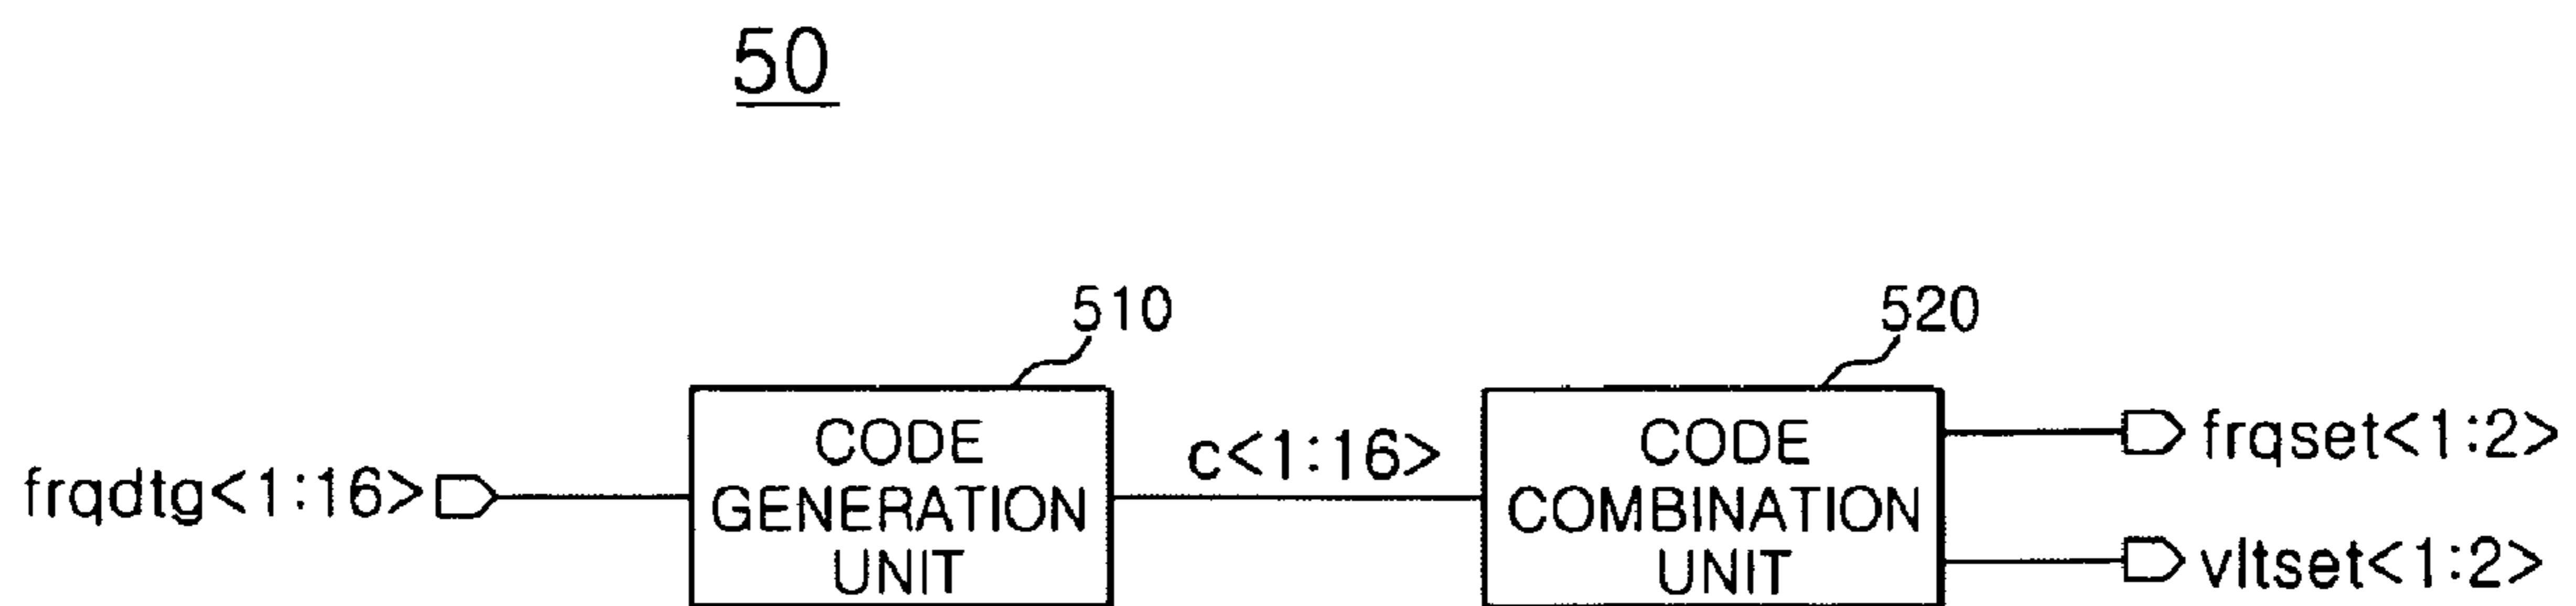 50
510
520
frqdtg<1:16>
CODE
GENERATION
UNIT
c<1:16>
CODE
COMBINATION
UNIT
frqset<1:2>
vltset<1:2>